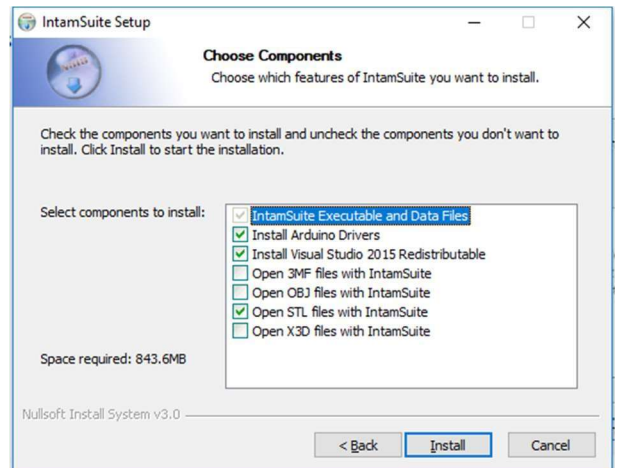 IntamSuite Setup
Choose Components
Choose which features of IntamSuite you want to install.
Check the components you want to install and uncheck the components you don't want to
install. Click Install to start the installation.
Select components to install:
IntamSuite Executable and Data Files
Install Arduino Drivers
Install Visual Studio 2015 Redistributable
Open 3MF files with IntamSuite
Open OBJ files with IntamSuite
Open STL files with IntamSuite
Open X3D files with IntamSuite
Space required: 843.6MB
Nullsoft Install System v3.0
< Back
Install
Cancel